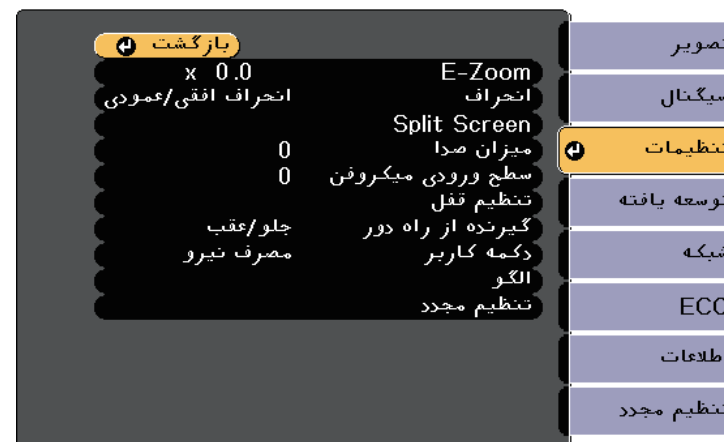 بازگشت
E-Zoom x 0.0
انحراف انحراف افقی/عمودی
Split Screen
میزان صدا 0
سطح ورودی میکروفن 0
تنظیم قفل
گیرنده از راه دور جلو/عقب
دکمه کاربر مصرف نیرو
الگو
تنظیم مجدد
تصویر
سیگنال
تنظیمات
توسعه یافته
شبکه
ECO
اطلاعات
تنظیم مجدد